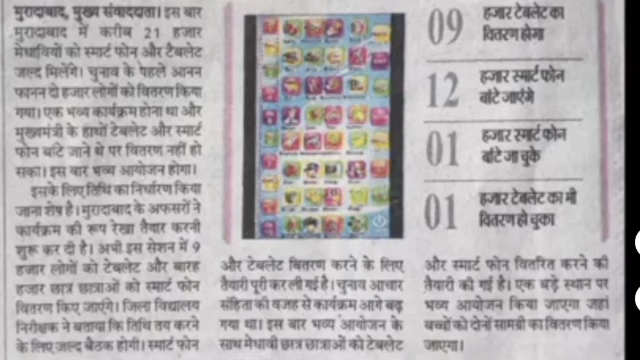 मुरादाबाद, मुख्य संवाददाता। इस बार
मुरादाबाद में करीब 21 हजार
मेधावियों को स्मार्ट फोन और टैबलेट
जल्द मिलेंगे। चुनाव के पहले आनन
फानन दो हजार लोगों को वितरण किया
गया। एक भव्य कार्यक्रम होना था और
मुख्यमंत्री के हाथों टेबलेट और स्मार्ट
फोन बांटे जाने थे पर वितरण नहीं हो
सका। इस बार भव्य आयोजन होगा।
इसके लिए तिथि का निर्धारण किया
जाना शेष है। मुरादाबाद के अफसरों ने
कार्यक्रम की रूप रेखा तैयार करनी
शुरू कर दी है। अभी इस सेशन में 9
हजार लोगों को टेबलेट और बारह
हजार छात्र छात्राओं को स्मार्ट फोन
वितरण किए जाएंगे। जिला विद्यालय
निरीक्षक ने बताया कि तिथि तय करने
के लिए जल्द बैठक होगी। स्मार्ट फोन
और टेबलेट वितरण करने के लिए
तैयारी पूरी कर ली गई है। चुनाव आचार
संहिता की वजह से कार्यक्रम आगे बढ़
गया था। इस बार भव्य आयोजन के
साथ मेधावी छात्र छात्राओं को टेबलेट
और स्मार्ट फोन वितरित करने की
तैयारी की गई है। एक बड़े स्थान पर
भव्य आयोजन किया जाएगा जहां
बच्चों को दोनों सामग्री का वितरण किया
जाएगा।
09 हजार टेबलेट का
वितरण होगा
12 हजार स्मार्ट फोन
बांटे जाएंगे
01 हजार स्मार्ट फोन
बांटे जा चुके
01 हजार टेबलेट का भी
वितरण हो चुका